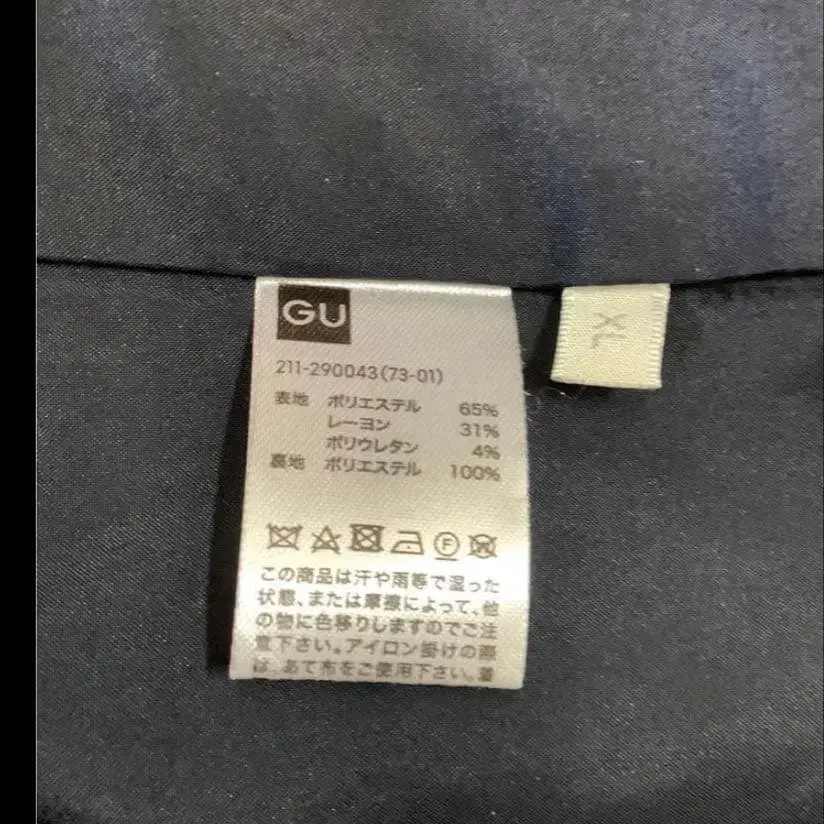 GU
XL
211-290043(73-01)
表地 ポリエステル 65%
レーヨン 31%
ポリウレタン 4%
裏地 ポリエステル 100%
F
この商品は汗や雨等で湿った
状態、または摩擦によって、他
の物に色移りしますのでご注
意下さい。アイロン掛けの際
は、あて布をご使用下さい。着